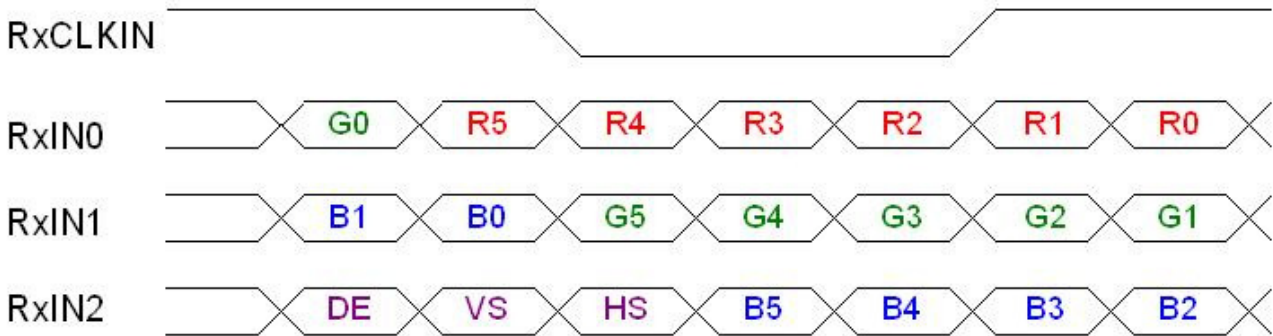 RxCLKIN
RxIN0 G0 R5 R4 R3 R2 R1 R0
RxIN1 B1 B0 G5 G4 G3 G2 G1
RxIN2 DE VS HS B5 B4 B3 B2